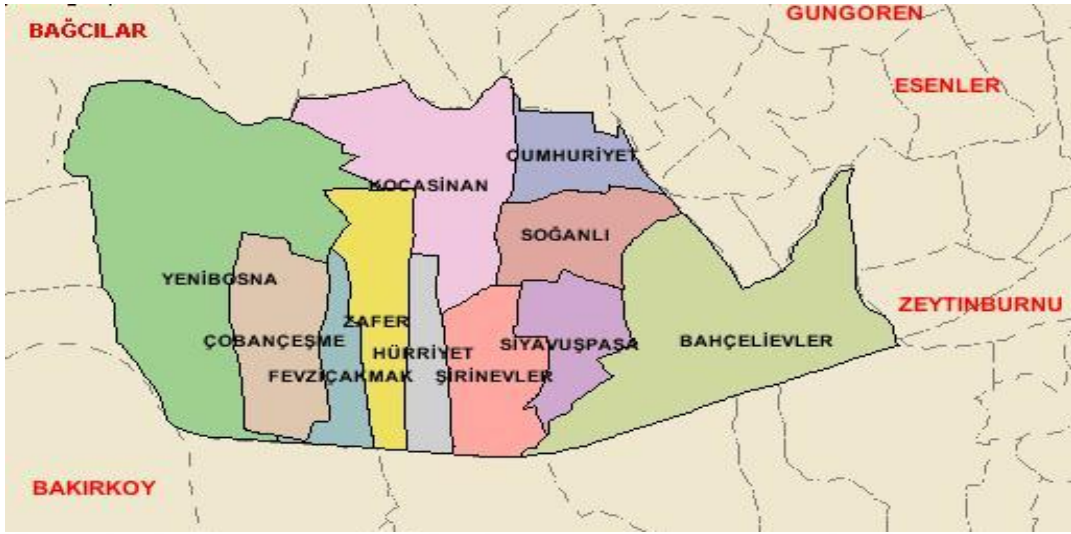 GUNGOREN
BAĞCILAR
ESENLER
CUMHURİYET
KOCASİNAN
SOĞANLI
YENİBOSNA
ZEYTINBURNU
ZAFER
ÇOBANÇEŞME
SİYAVUŞPAŞA
BAHÇELİEVLER
HÜRRİYET
FEVZİÇAKMAK
ŞİRİNEVLER
BAKIRKOY